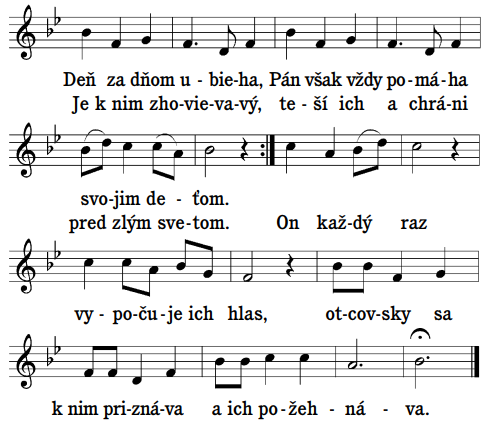 Deň za dňom u - bie - ha, Pán však vždy po - má - ha
Je k nim zho - vie - va - vý, te - ší ich a chrá - ni
svo - jim de - ťom.
pred zlým sve - tom. On kaž - dý raz
vy - po - ču - je ich hlas, ot - cov - sky sa
k nim pri - zná - va a ich po - žeh - ná - va.